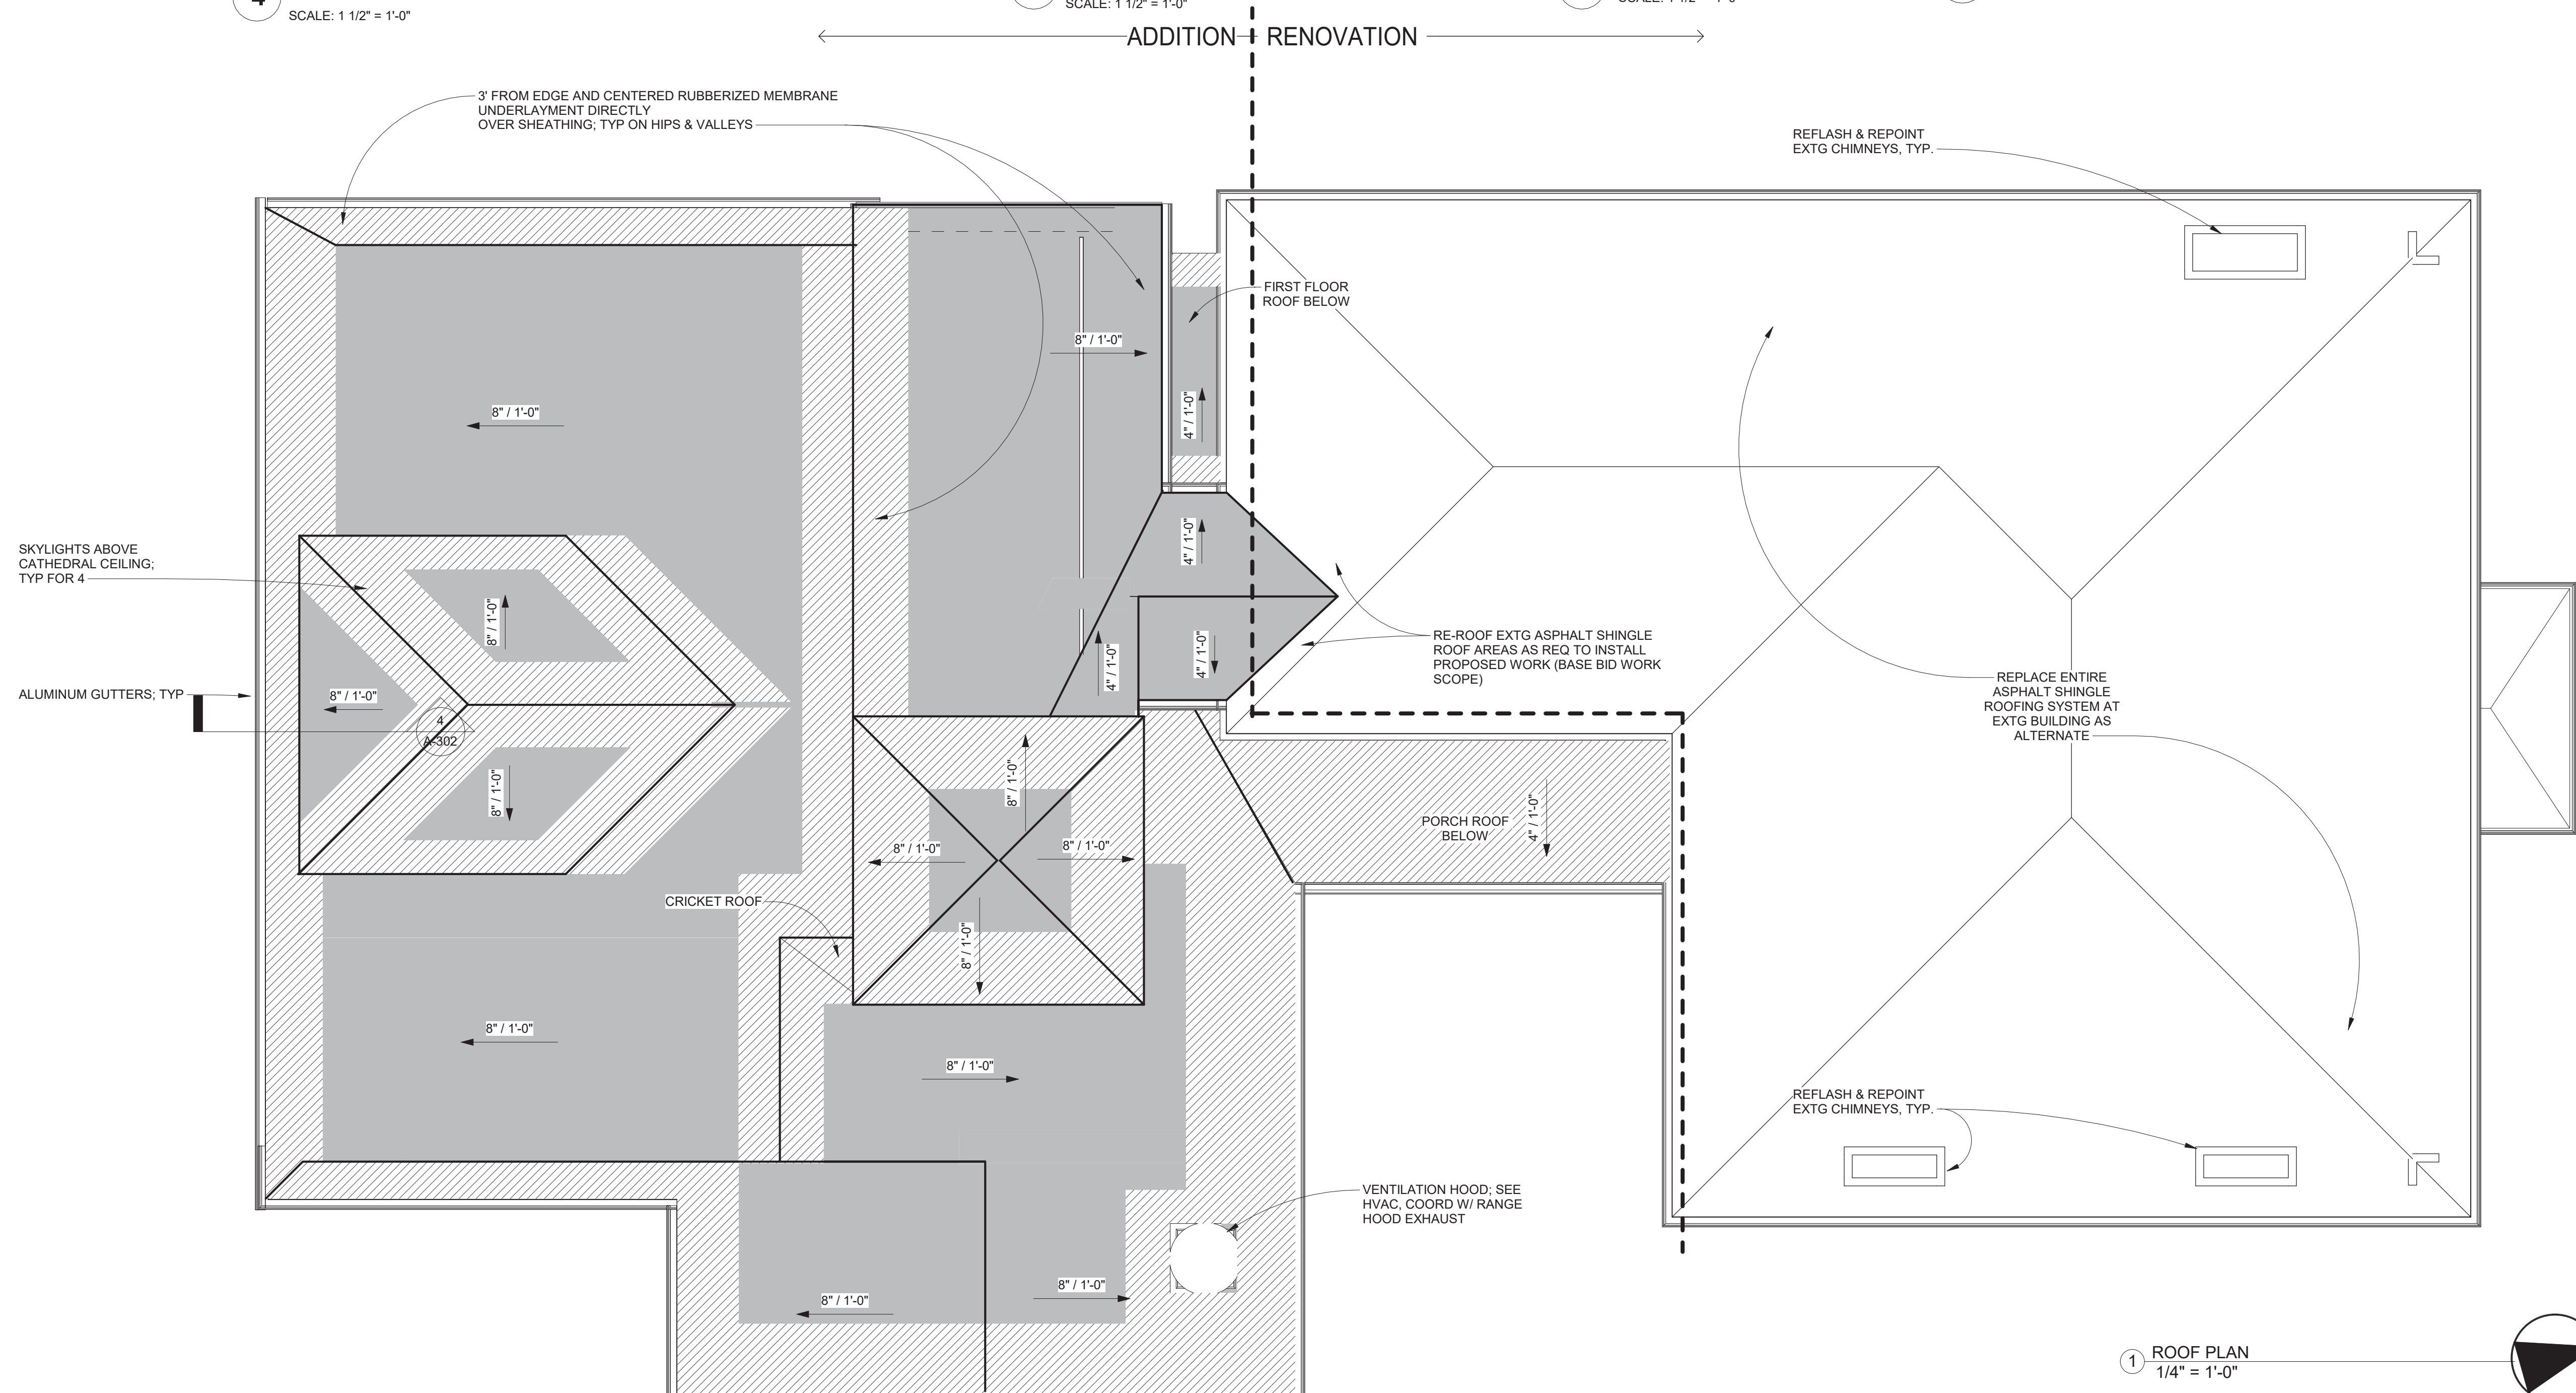 4
SCALE: 1 1/2" = 1'-0"
SCALE: 1 1/2" = 1'-0"
ADDITION
RENOVATION
3' FROM EDGE AND CENTERED RUBBERIZED MEMBRANE
UNDERLAYMENT DIRECTLY
OVER SHEATHING; TYP ON HIPS & VALLEYS
REFLASH & REPOINT
EXTG CHIMNEYS, TYP.
FIRST FLOOR
ROOF BELOW
8" / 1'-0"
4" / 1'-0"
8" / 1'-0"
SKYLIGHTS ABOVE
CATHEDRAL CEILING;
TYP FOR 4
4" / 1'-0"
8" / 1'-0"
RE-ROOF EXTG ASPHALT SHINGLE
ROOF AREAS AS REQ TO INSTALL
PROPOSED WORK (BASE BID WORK
SCOPE)
4" / 1'-0"
4" / 1'-0"
ALUMINUM GUTTERS; TYP
8" / 1'-0"
4
A-302
REPLACE ENTIRE
ASPHALT SHINGLE
ROOFING SYSTEM AT
EXTG BUILDING AS
ALTERNATE
8" / 1'-0"
8" / 1'-0"
PORCH ROOF
BELOW
4" / 1'-0"
8" / 1'-0"
8" / 1'-0"
CRICKET ROOF
8" / 1'-0"
8" / 1'-0"
8" / 1'-0"
REFLASH & REPOINT
EXTG CHIMNEYS, TYP.
VENTILATION HOOD; SEE
HVAC, COORD W/ RANGE
HOOD EXHAUST
8" / 1'-0"
8" / 1'-0"
1
ROOF PLAN
1/4" = 1'-0"